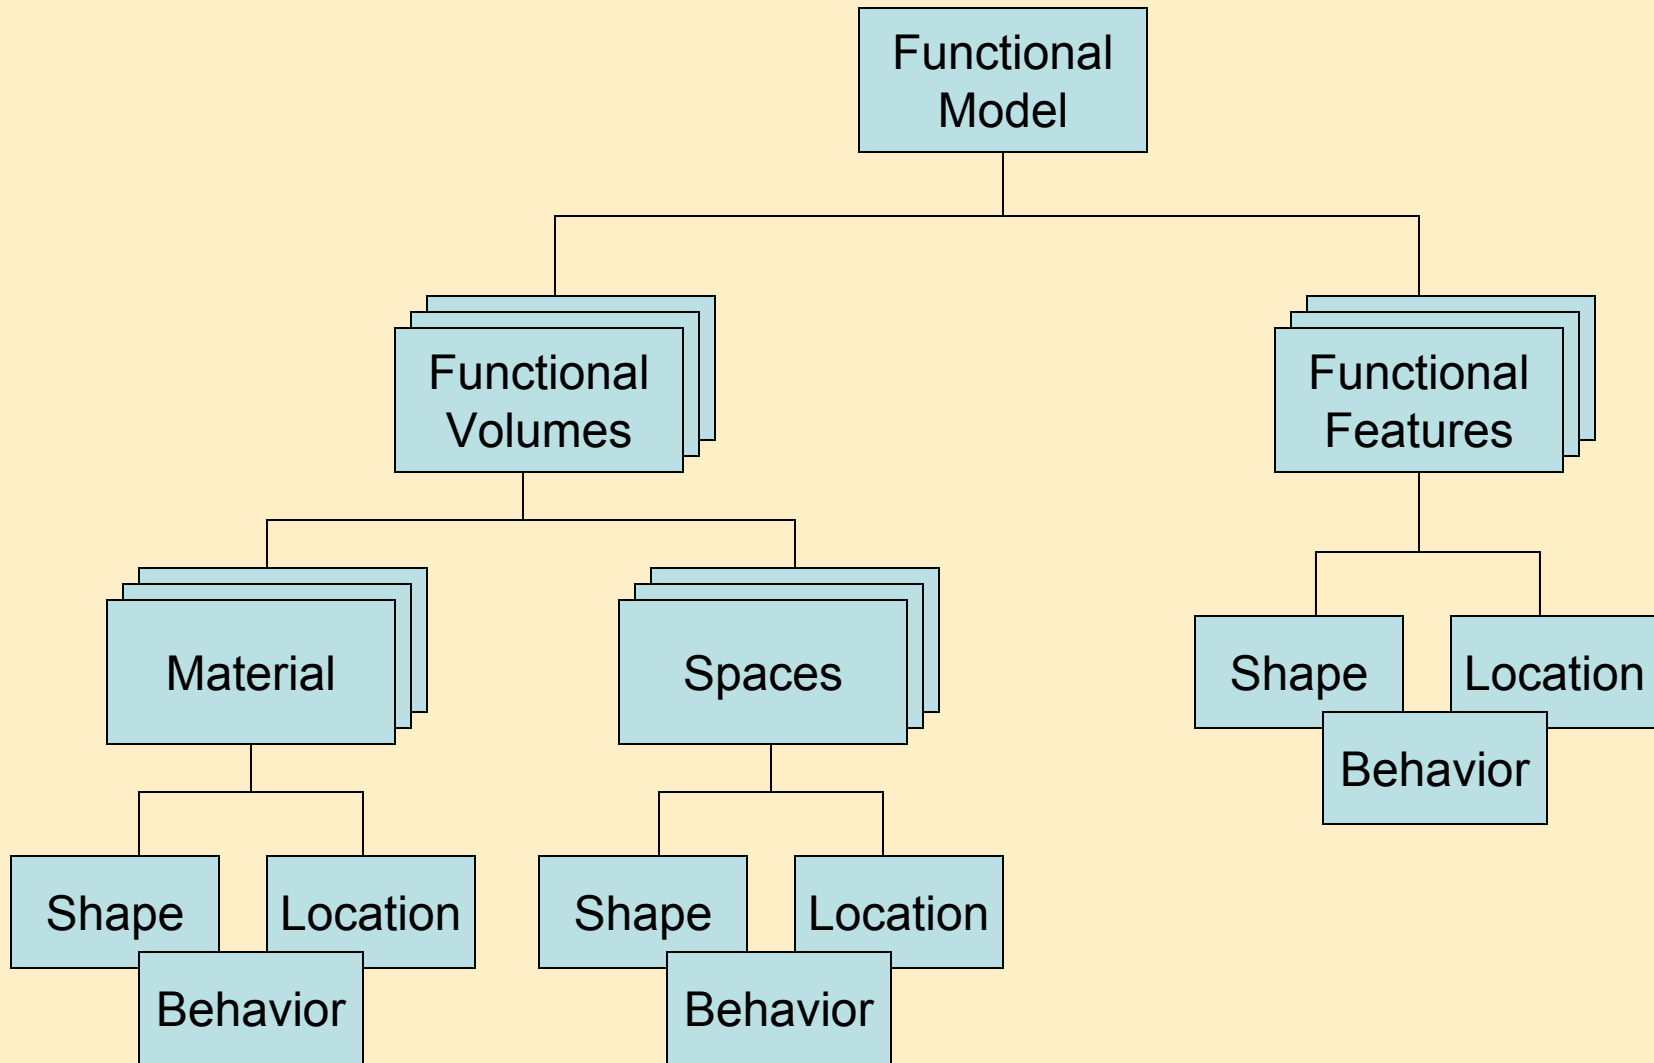 Functional
Model
Functional
Volumes
Functional
Features
Material
Spaces
Shape
Location
Behavior
Shape
Location
Behavior
Shape
Location
Behavior